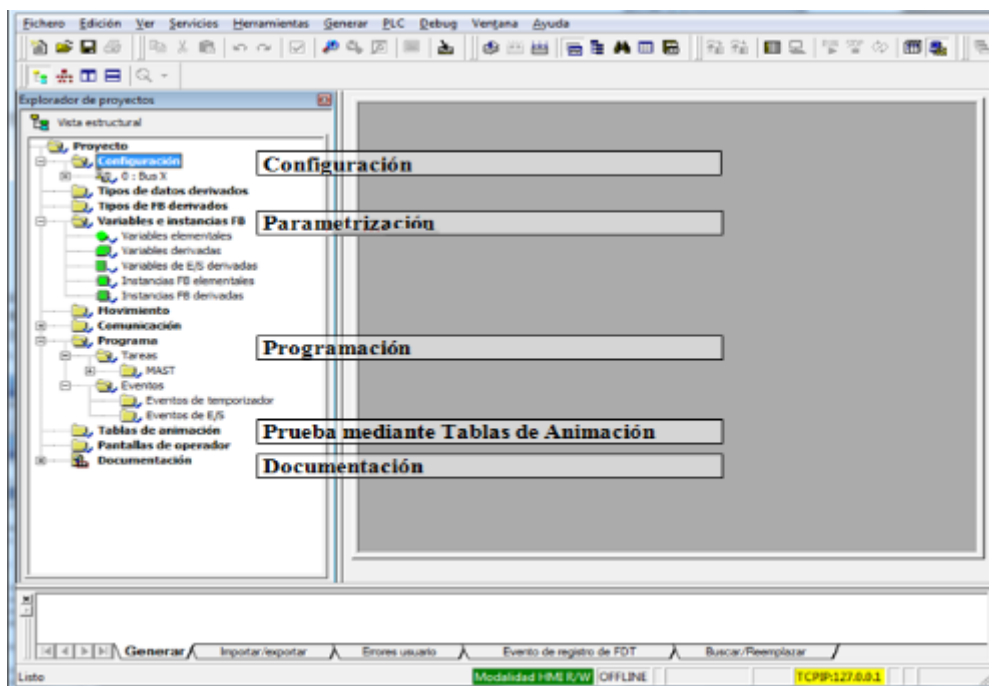 Fichero Edición Ver Servicios Herramientas Generar PLC Debug Ventana Ayuda
Explorador de proyectos
Vista estructural
Proyecto
Configuración
0 : Bus X
Tipos de datos derivados
Tipos de FB derivados
Variables e instancias FB
Variables elementales
Variables derivadas
Variables de E/S derivadas
Instancias FB elementales
Instancias FB derivadas
Movimiento
Comunicación
Programa
Tareas
MAST
Eventos
Eventos de temporizador
Eventos de E/S
Tablas de animación
Pantallas de operador
Documentación
Configuración
Parametrización
Programación
Prueba mediante Tablas de Animación
Documentación
Generar Importar/exportar Errores usuario Evento de registro de FDT Buscar/Reemplazar
Listo Modalidad HMI R/W OFFLINE TCPIP:127.0.0.1